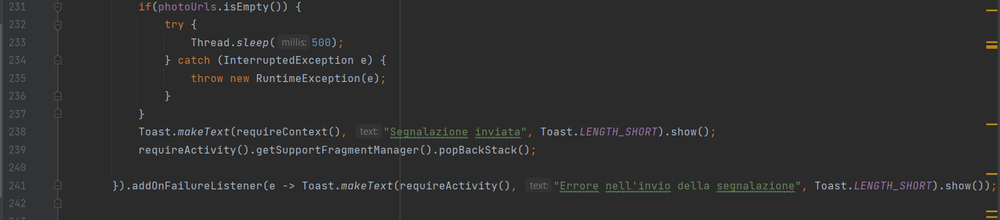 231 if(photoUrls.isEmpty()) {
232 try {
233 Thread.sleep( millis: 500);
234 } catch (InterruptedException e) {
235 throw new RuntimeException(e);
236 }
237 }
238 Toast.makeText(requireContext(), text: "Segnalazione inviata", Toast.LENGTH_SHORT).show();
239 requireActivity().getSupportFragmentManager().popBackStack();
240
241 }).addOnFailureListener(e -> Toast.makeText(requireActivity(), text: "Errore nell'invio della segnalazione", Toast.LENGTH_SHORT).show());
242